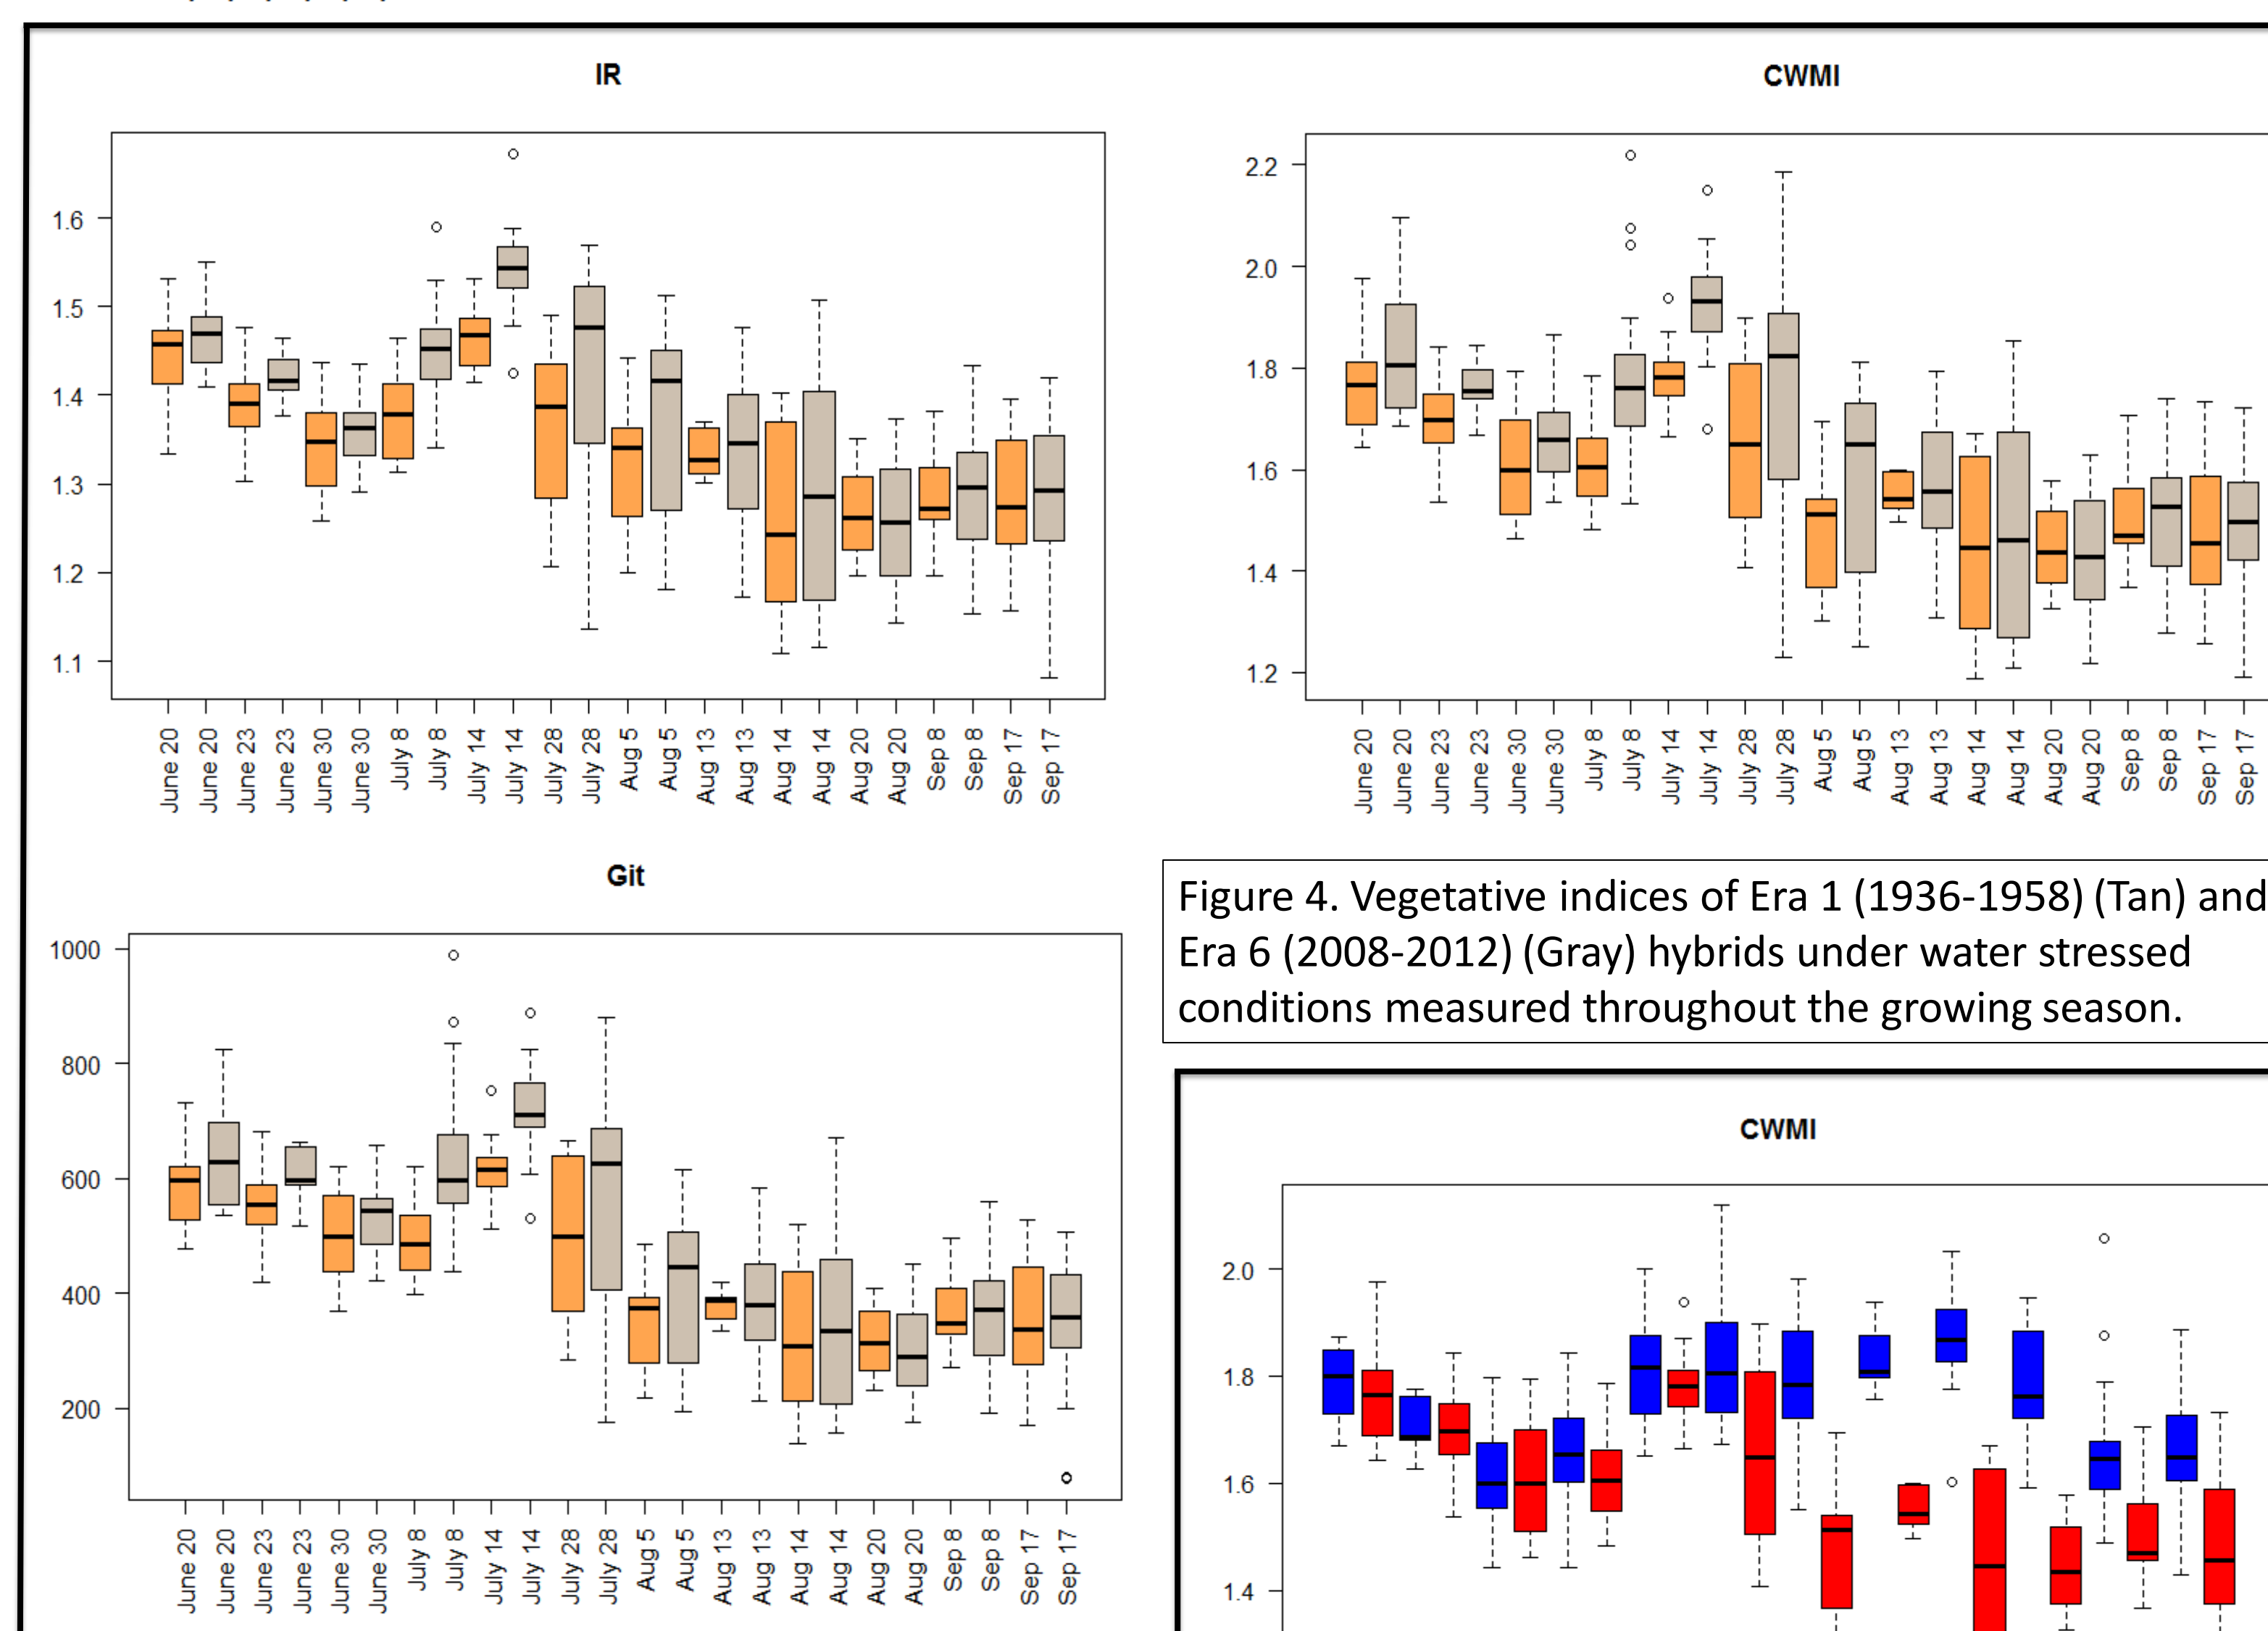 IR
1.6
1.5
1.4
1.3
1.2
1.1
June 20
June 20
June 23
June 23
June 30
June 30
July 8
July 8
July 14
July 14
July 28
July 28
Aug 5
Aug 5
Aug 13
Aug 13
Aug 14
Aug 14
Aug 20
Aug 20
Sep 8
Sep 8
Sep 17
Sep 17
CWMI
2.2
2.0
1.8
1.6
1.4
1.2
June 20
June 20
June 23
June 23
June 30
June 30
July 8
July 8
July 14
July 14
July 28
July 28
Aug 5
Aug 5
Aug 13
Aug 13
Aug 14
Aug 14
Aug 20
Aug 20
Sep 8
Sep 8
Sep 17
Sep 17
Git
1000
800
600
400
200
June 20
June 20
June 23
June 23
June 30
June 30
July 8
July 8
July 14
July 14
July 28
July 28
Aug 5
Aug 5
Aug 13
Aug 13
Aug 14
Aug 14
Aug 20
Aug 20
Sep 8
Sep 8
Sep 17
Sep 17
Figure 4. Vegetative indices of Era 1 (1936-1958) (Tan) and
Era 6 (2008-2012) (Gray) hybrids under water stressed
conditions measured throughout the growing season.
CWMI
2.0
1.8
1.6
1.4